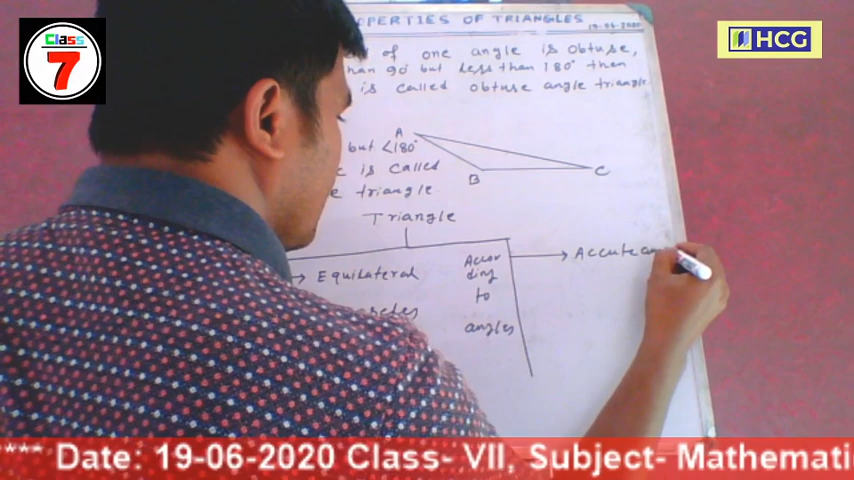 Class
7
HCG
PROPERTIES OF TRIANGLES
19-06-2020
of one angle is obtuse,
than 90° but less than 180° then
is called obtuse angle triangle.
but <180°
is called
triangle
A
B
C
Triangle
→ Equilateral
Accor
ding
to
angles
→ Accute an
**** Date: 19-06-2020 Class- VII, Subject- Mathemati